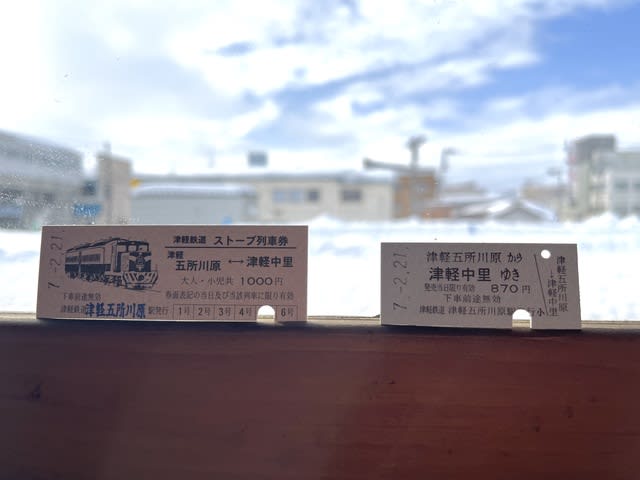 7.-2.21
津軽鉄道 ストーブ列車券
津軽五所川原 ↔ 津軽中里
大人・小児共 1000円
券面表記の当日及び当該列車に限り有効
下車前途無効
津軽鉄道 津軽五所川原 駅発行
1号 2号 3号 4号 6号
7.-2.21
津軽五所川原 から
津軽中里 ゆき
発売当日限り有効 870円
下車前途無効
津軽鉄道 津軽五所川原駅 行
小
津軽五所川原
→津軽中里